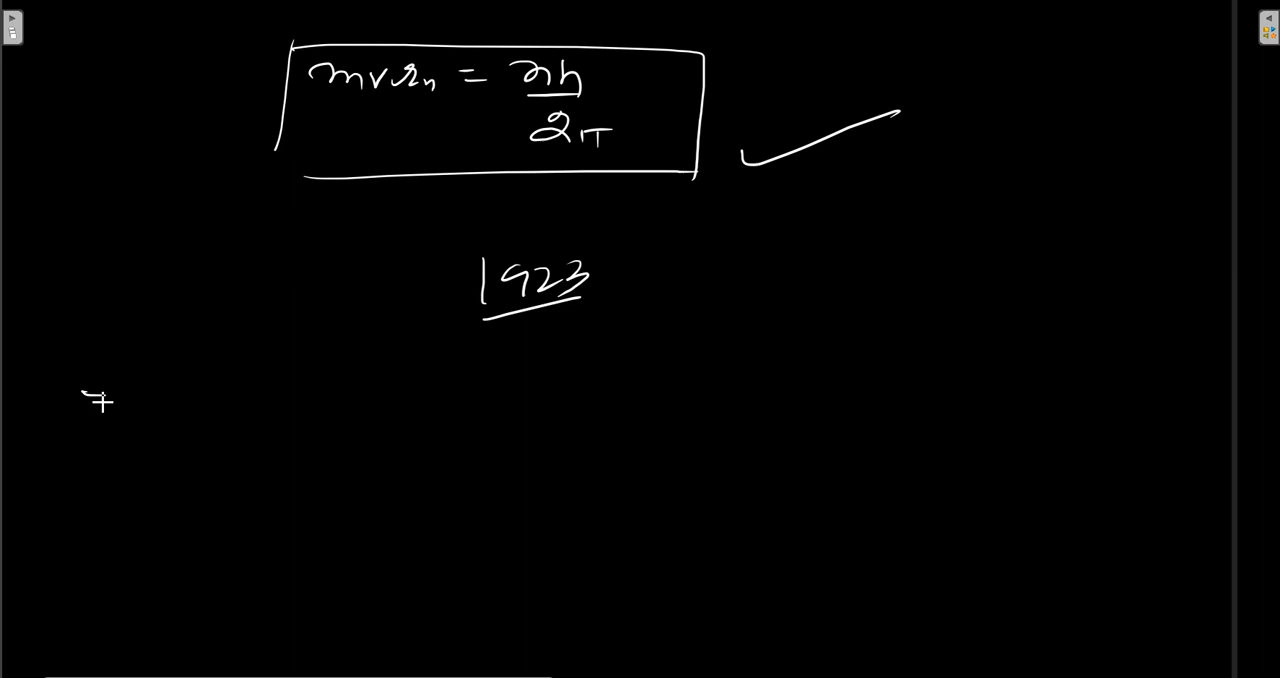 mvrₙ = nh
2π
1923